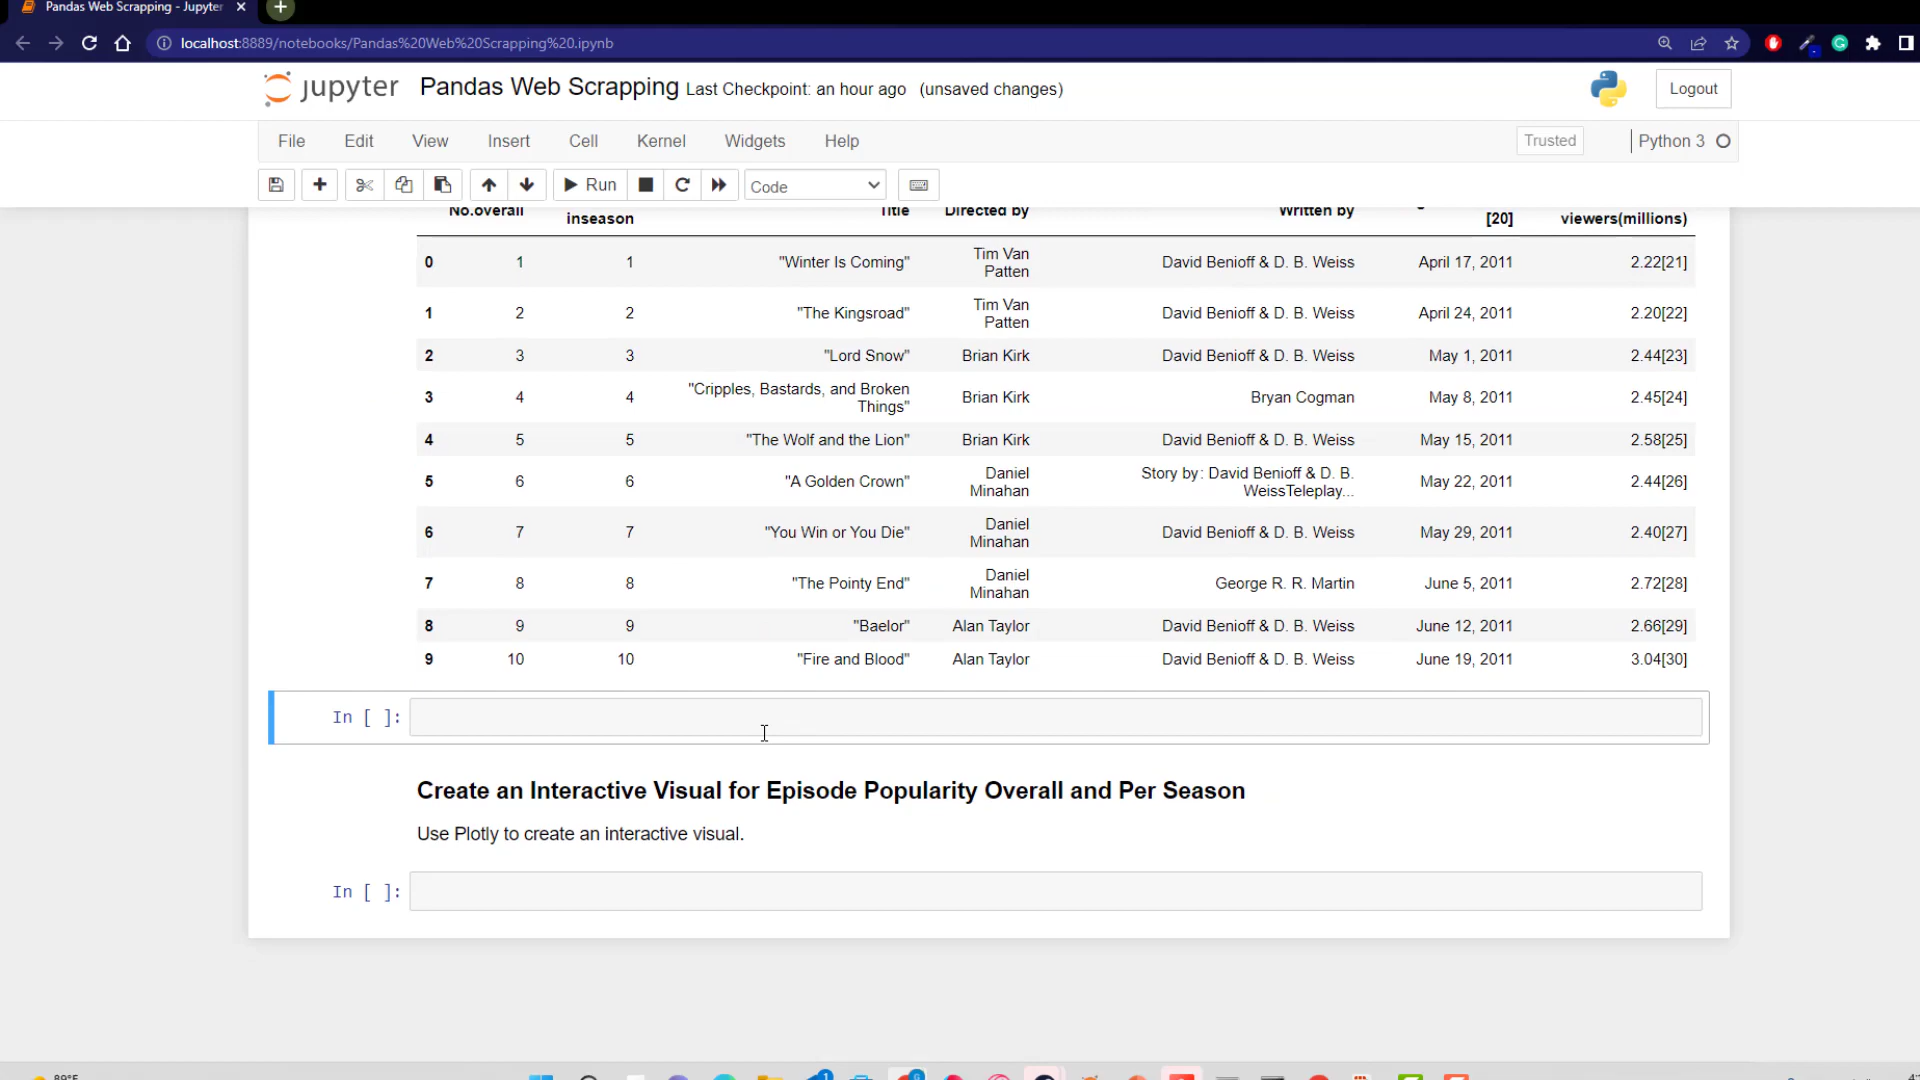 Pandas Web Scrapping - Jupyter
localhost:8889/notebooks/Pandas%20Web%20Scrapping%20.ipynb
jupyter Pandas Web Scrapping Last Checkpoint: an hour ago (unsaved changes) Logout
File Edit View Insert Cell Kernel Widgets Help Trusted Python 3
Run Code
No.overall inseason Title Directed by Written by [20] viewers(millions)
0 1 1 "Winter Is Coming" Tim Van Patten David Benioff & D. B. Weiss April 17, 2011 2.22[21]
1 2 2 "The Kingsroad" Tim Van Patten David Benioff & D. B. Weiss April 24, 2011 2.20[22]
2 3 3 "Lord Snow" Brian Kirk David Benioff & D. B. Weiss May 1, 2011 2.44[23]
3 4 4 "Cripples, Bastards, and Broken Things" Brian Kirk Bryan Cogman May 8, 2011 2.45[24]
4 5 5 "The Wolf and the Lion" Brian Kirk David Benioff & D. B. Weiss May 15, 2011 2.58[25]
5 6 6 "A Golden Crown" Daniel Minahan Story by: David Benioff & D. B. WeissTeleplay... May 22, 2011 2.44[26]
6 7 7 "You Win or You Die" Daniel Minahan David Benioff & D. B. Weiss May 29, 2011 2.40[27]
7 8 8 "The Pointy End" Daniel Minahan George R. R. Martin June 5, 2011 2.72[28]
8 9 9 "Baelor" Alan Taylor David Benioff & D. B. Weiss June 12, 2011 2.66[29]
9 10 10 "Fire and Blood" Alan Taylor David Benioff & D. B. Weiss June 19, 2011 3.04[30]
In [ ]:
Create an Interactive Visual for Episode Popularity Overall and Per Season
Use Plotly to create an interactive visual.
In [ ]:
89°F